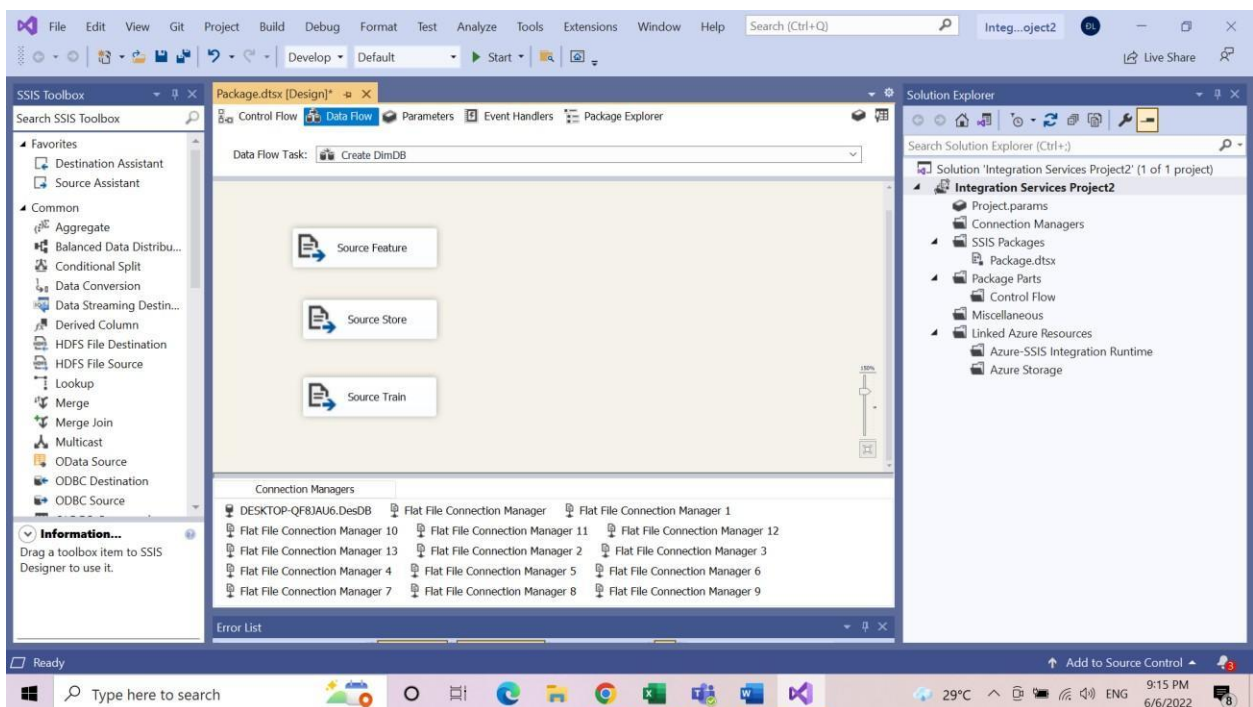 File Edit View Git Project Build Debug Format Test Analyze Tools Extensions Window Help Search (Ctrl+Q) Integ...oject2 ĐL
Develop Default Start Live Share
SSIS Toolbox
Search SSIS Toolbox
Favorites
Destination Assistant
Source Assistant
Common
Aggregate
Balanced Data Distribu...
Conditional Split
Data Conversion
Data Streaming Destin...
Derived Column
HDFS File Destination
HDFS File Source
Lookup
Merge
Merge Join
Multicast
OData Source
ODBC Destination
ODBC Source
Information...
Drag a toolbox item to SSIS
Designer to use it.
Package.dtsx [Design]*
Control Flow Data Flow Parameters Event Handlers Package Explorer
Data Flow Task: Create DimDB
Source Feature
Source Store
Source Train
150%
Connection Managers
DESKTOP-QF8JAU6.DesDB Flat File Connection Manager Flat File Connection Manager 1
Flat File Connection Manager 10 Flat File Connection Manager 11 Flat File Connection Manager 12
Flat File Connection Manager 13 Flat File Connection Manager 2 Flat File Connection Manager 3
Flat File Connection Manager 4 Flat File Connection Manager 5 Flat File Connection Manager 6
Flat File Connection Manager 7 Flat File Connection Manager 8 Flat File Connection Manager 9
Error List
Solution Explorer
Search Solution Explorer (Ctrl+;)
Solution 'Integration Services Project2' (1 of 1 project)
Integration Services Project2
Project.params
Connection Managers
SSIS Packages
Package.dtsx
Package Parts
Control Flow
Miscellaneous
Linked Azure Resources
Azure-SSIS Integration Runtime
Azure Storage
Ready Add to Source Control 3
Type here to search 29°C ENG 9:15 PM
6/6/2022 8